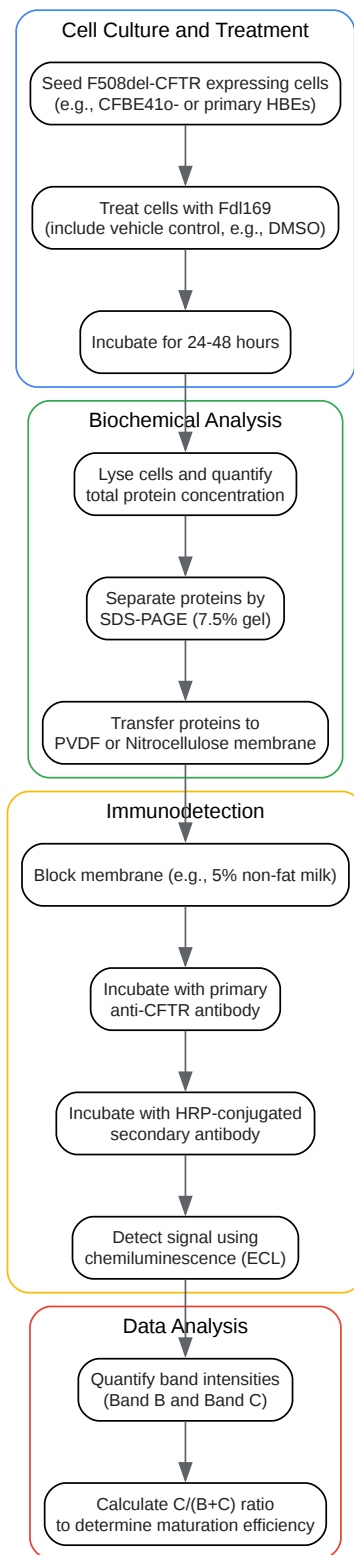 Cell Culture and Treatment
Seed F508del-CFTR expressing cells
(e.g., CFBE41o- or primary HBEs)
Treat cells with Fdl169
(include vehicle control, e.g., DMSO)
Incubate for 24-48 hours
Biochemical Analysis
Lyse cells and quantify
total protein concentration
Separate proteins by
SDS-PAGE (7.5% gel)
Transfer proteins to
PVDF or Nitrocellulose membrane
Immunodetection
Block membrane (e.g., 5% non-fat milk)
Incubate with primary
anti-CFTR antibody
Incubate with HRP-conjugated
secondary antibody
Detect signal using
chemiluminescence (ECL)
Data Analysis
Quantify band intensities
(Band B and Band C)
Calculate C/(B+C) ratio
to determine maturation efficiency